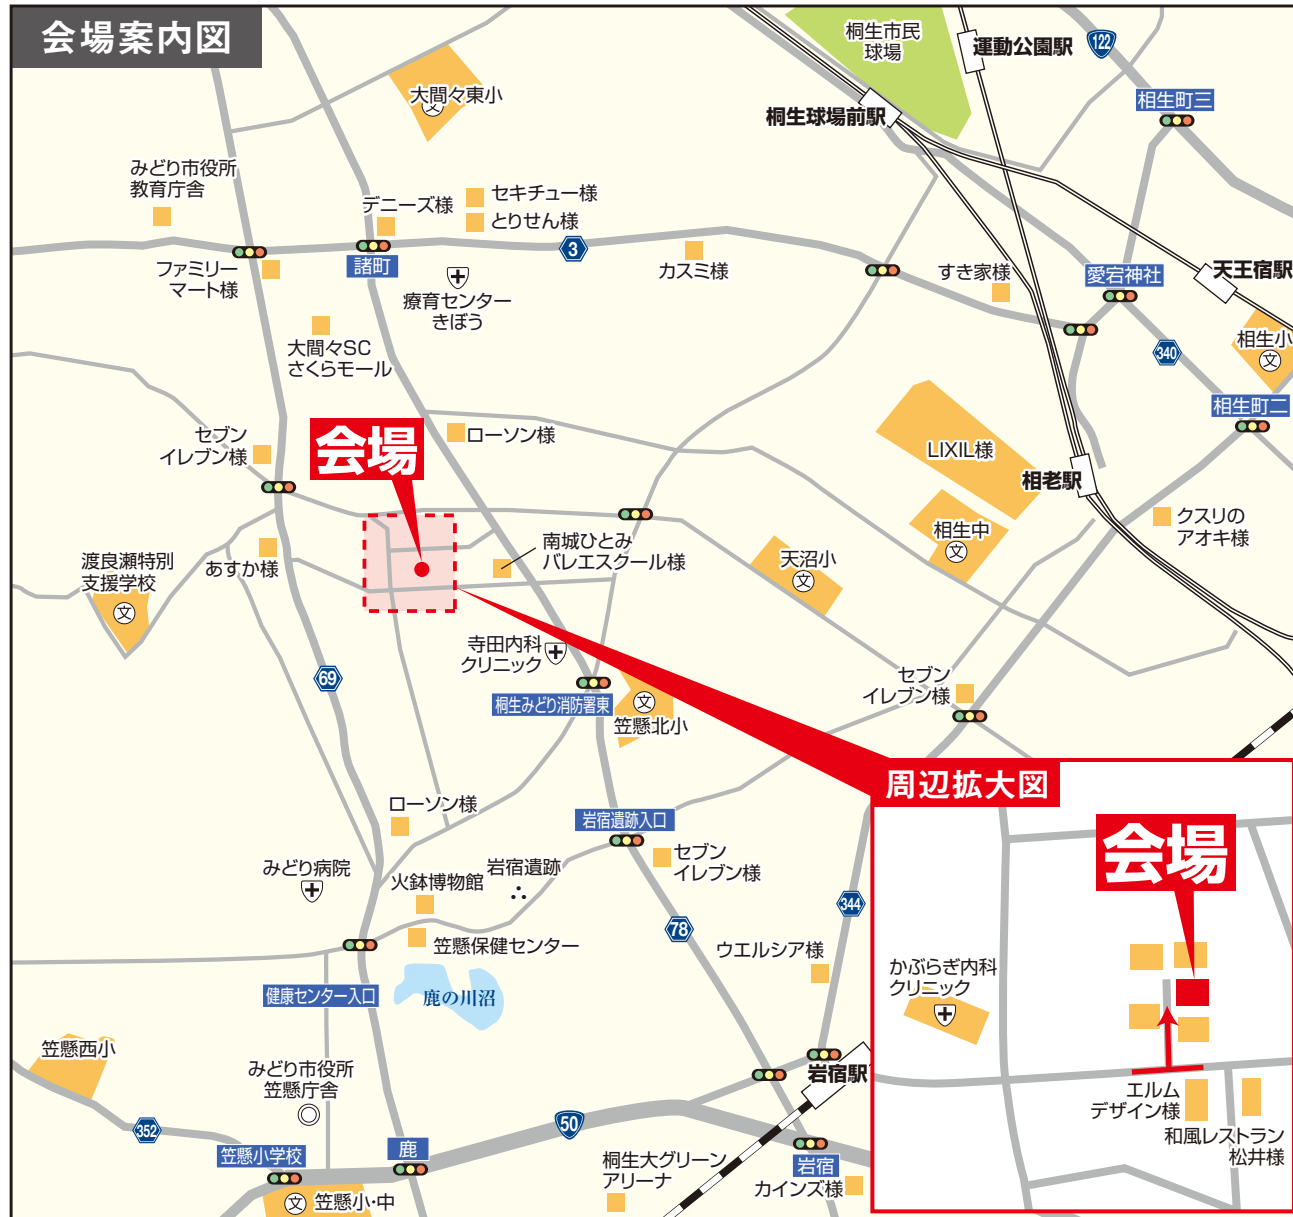 会場案内図
桐生市民
球場
運動公園駅
122
大間々東小
文
桐生球場前駅
相生町三
みどり市役所
教育庁舎
デニーズ様
セキチュー様
とりせん様
3
ファミリー
マート様
諸町
療育センター
きぼう
カスミ様
すき家様
愛宕神社
天王宿駅
大間々SC
さくらモール
340
相生小
文
相生町二
セブン
イレブン様
会場
ローソン様
LIXIL様
相老駅
クスリの
アオキ様
相生中
文
渡良瀬特別
支援学校
文
あすか様
南城ひとみ
バレエスクール様
天沼小
文
寺田内科
クリニック
69
桐生みどり消防署東
文
笠懸北小
セブン
イレブン様
ローソン様
岩宿遺跡入口
セブン
イレブン様
みどり病院
火鉢博物館
岩宿遺跡
78
344
笠懸保健センター
ウエルシア様
健康センター入口
鹿の川沼
笠懸西小
みどり市役所
笠懸庁舎
岩宿駅
352
50
笠懸小学校
鹿
岩宿
文
笠懸小・中
桐生大グリーン
アリーナ
カインズ様
周辺拡大図
会場
かぶらぎ内科
クリニック
エルム
デザイン様
和風レストラン
松井様